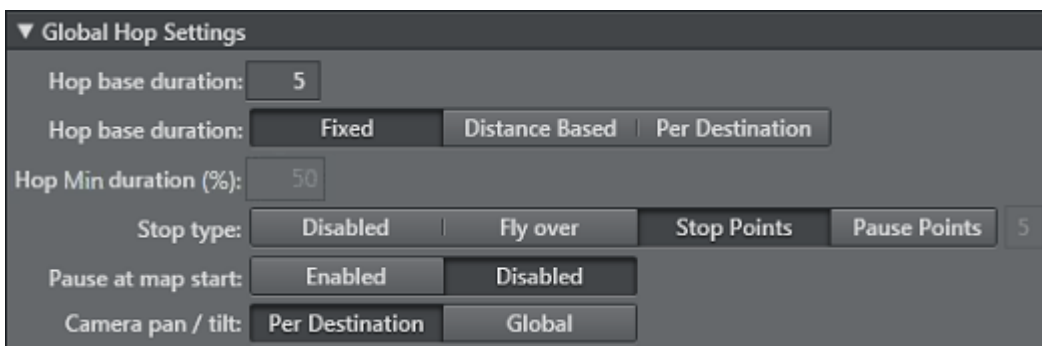 ▼ Global Hop Settings
Hop base duration: 5
Hop base duration: Fixed Distance Based Per Destination
Hop Min duration (%): 50
Stop type: Disabled Fly over Stop Points Pause Points 5
Pause at map start: Enabled Disabled
Camera pan / tilt: Per Destination Global